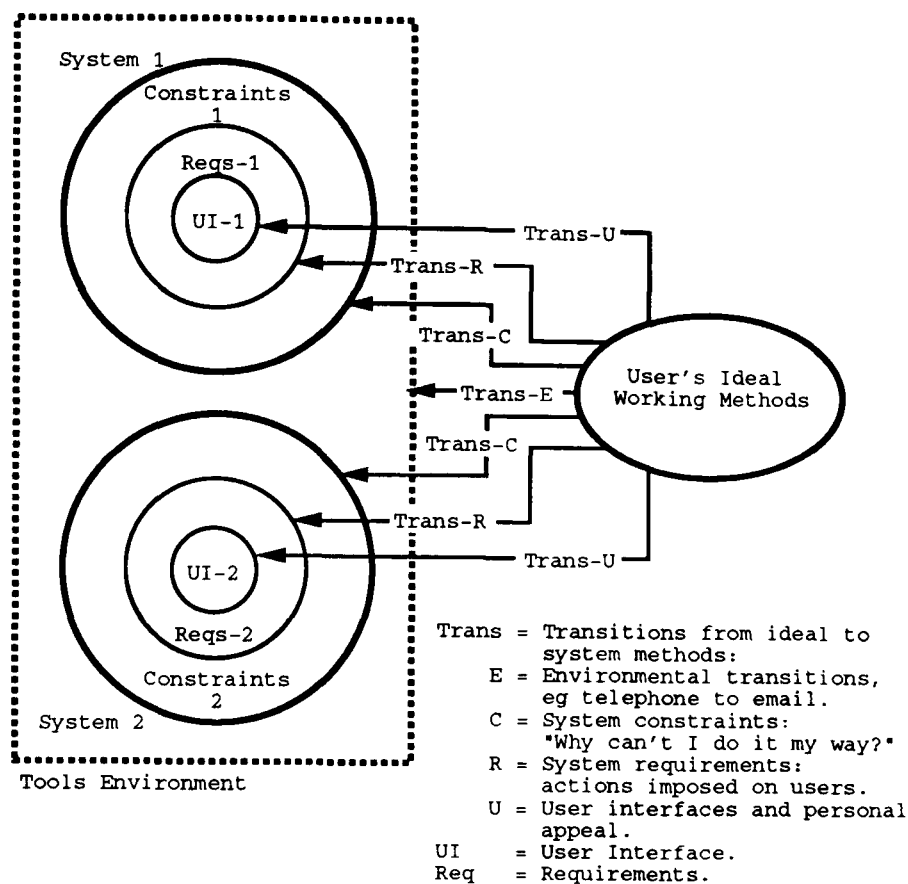 System 1
Constraints
1
Reqs-1
UI-1
Trans-U
Trans-R
Trans-C
User's Ideal
Working Methods
Trans-E
Trans-C
Trans-R
Trans-U
UI-2
Reqs-2
Constraints
2
System 2
Tools Environment
Trans = Transitions from ideal to
system methods:
E = Environmental transitions,
eg telephone to email.
C = System constraints:
"Why can't I do it my way?"
R = System requirements:
actions imposed on users.
U = User interfaces and personal
appeal.
UI = User Interface.
Req = Requirements.